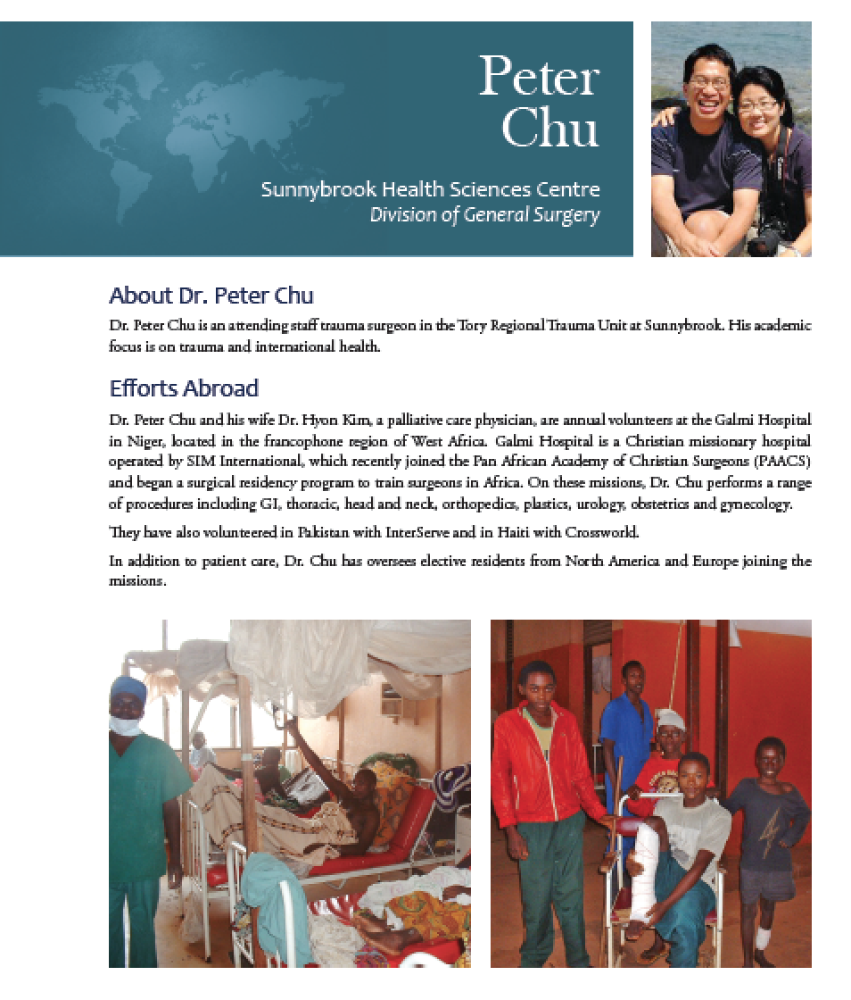 Peter
Chu
Sunnybrook Health Sciences Centre
Division of General Surgery
About Dr. Peter Chu
Dr. Peter Chu is an attending staff trauma surgeon in the Tory Regional Trauma Unit at Sunnybrook. His academic
focus is on trauma and international health.
Efforts Abroad
Dr. Peter Chu and his wife Dr. Hyon Kim, a palliative care physician, are annual volunteers at the Galmi Hospital
in Niger, located in the francophone region of West Africa. Galmi Hospital is a Christian missionary hospital
operated by SIM International, which recently joined the Pan African Academy of Christian Surgeons (PAACS)
and began a surgical residency program to train surgeons in Africa. On these missions, Dr. Chu performs a range
of procedures including GI, thoracic, head and neck, orthopedics, plastics, urology, obstetrics and gynecology.
They have also volunteered in Pakistan with InterServe and in Haiti with Crossworld.
In addition to patient care, Dr. Chu has oversees elective residents from North America and Europe joining the
missions.